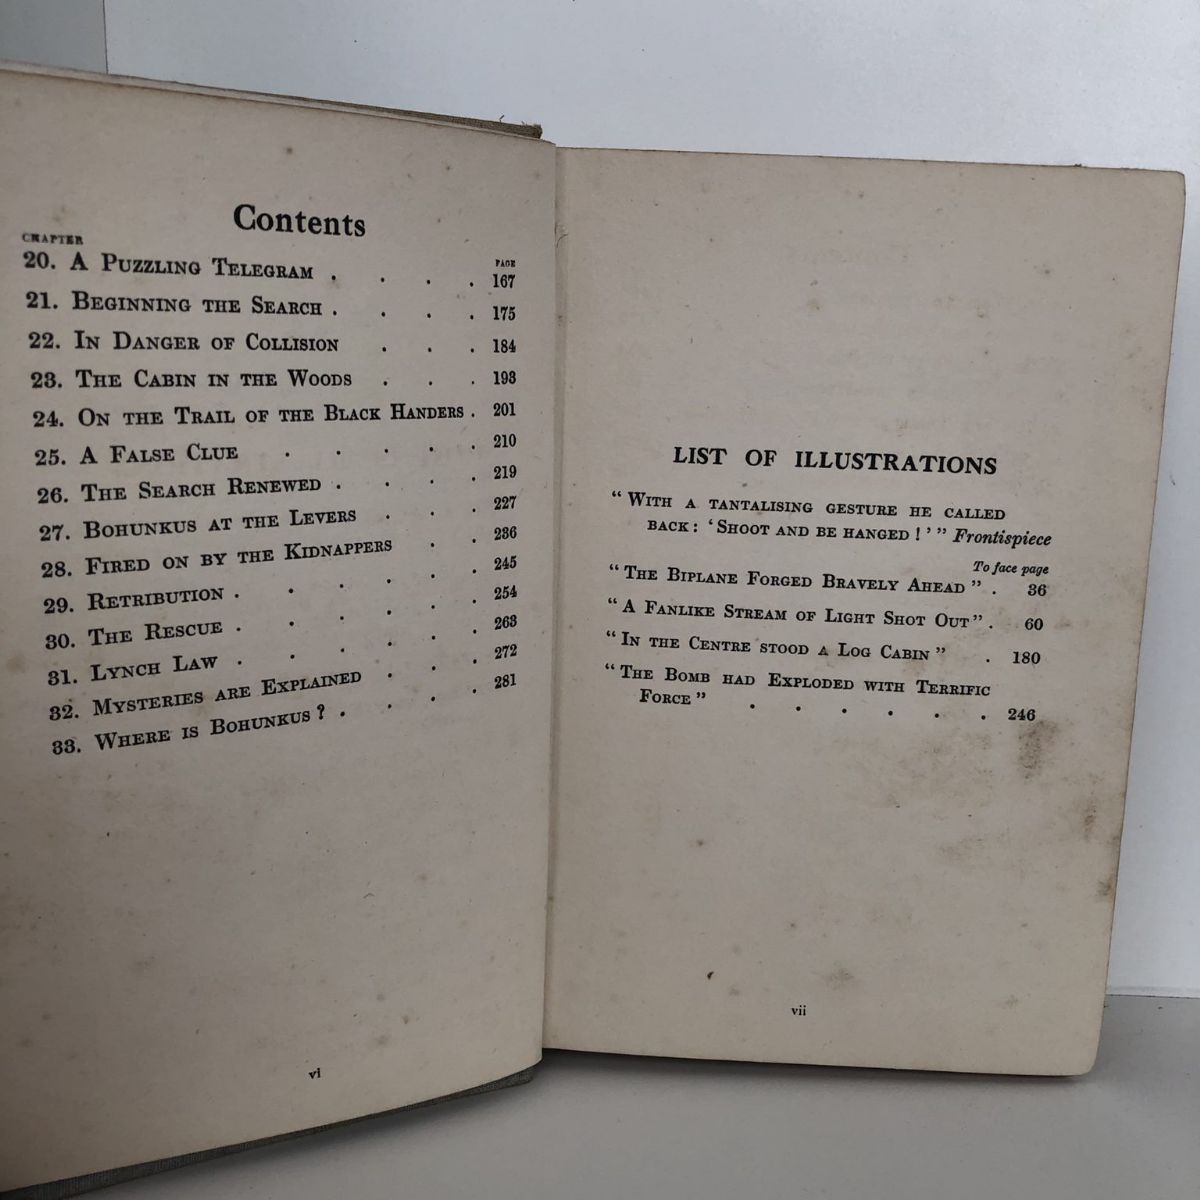 Contents
CHAPTER
PAGE
20. A Puzzling Telegram . . . . 167
21. Beginning the Search . . . . 175
22. In Danger of Collision . . . 184
23. The Cabin in the Woods . . . 193
24. On the Trail of the Black Handers . 201
25. A False Clue . . . . . 210
26. The Search Renewed . . . . 219
27. Bohunkus at the Levers . . . 227
28. Fired on by the Kidnappers . . 236
29. Retribution . . . . . 245
30. The Rescue . . . . . 254
31. Lynch Law . . . . . 263
32. Mysteries are Explained . . . 272
33. Where is Bohunkus? . . . . 281
vi
LIST OF ILLUSTRATIONS
“With a tantalising gesture he called
back: ‘Shoot and be hanged!’” Frontispiece
To face page
“The Biplane Forged Bravely Ahead” . 36
“A Fanlike Stream of Light Shot Out” . 60
“In the Centre stood a Log Cabin” . 180
“The Bomb had Exploded with Terrific
Force” . . . . . . 246
vii